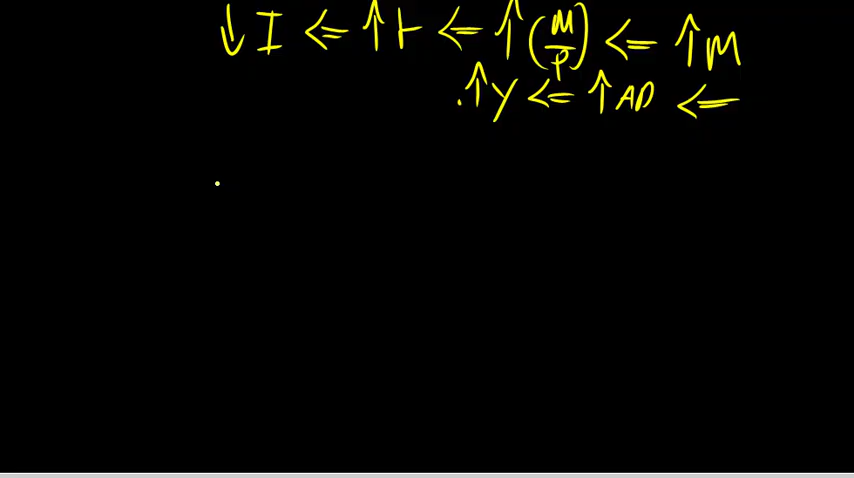 ↓ I ⇐ ↑ r ⇐ ↑ (M/P) ⇐ ↑ M
.↑ Y ⇐ ↑ AD ⇐